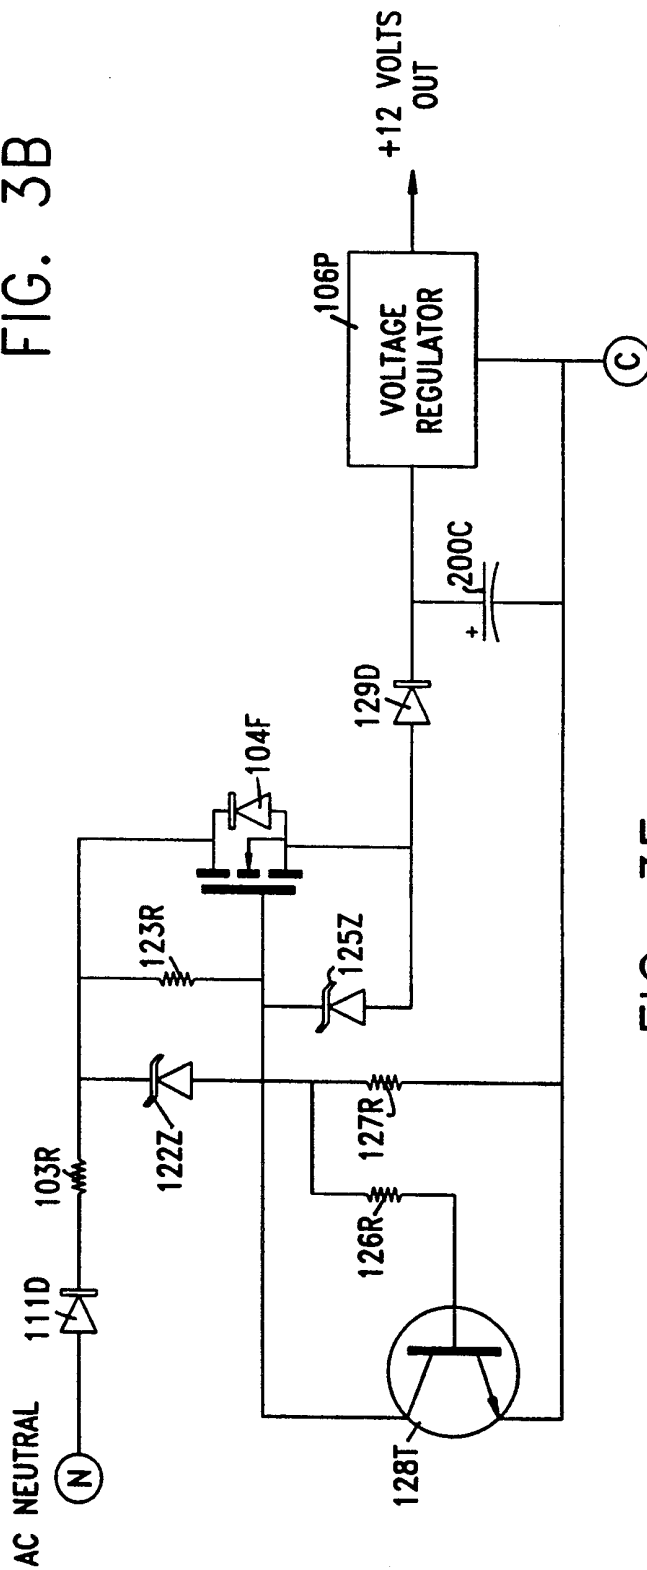 FIG. 3B
AC NEUTRAL
N
111D
103R
122Z
123R
104F
125Z
126R
127R
128T
129D
+
200C
106P
VOLTAGE
REGULATOR
+12 VOLTS
OUT
C